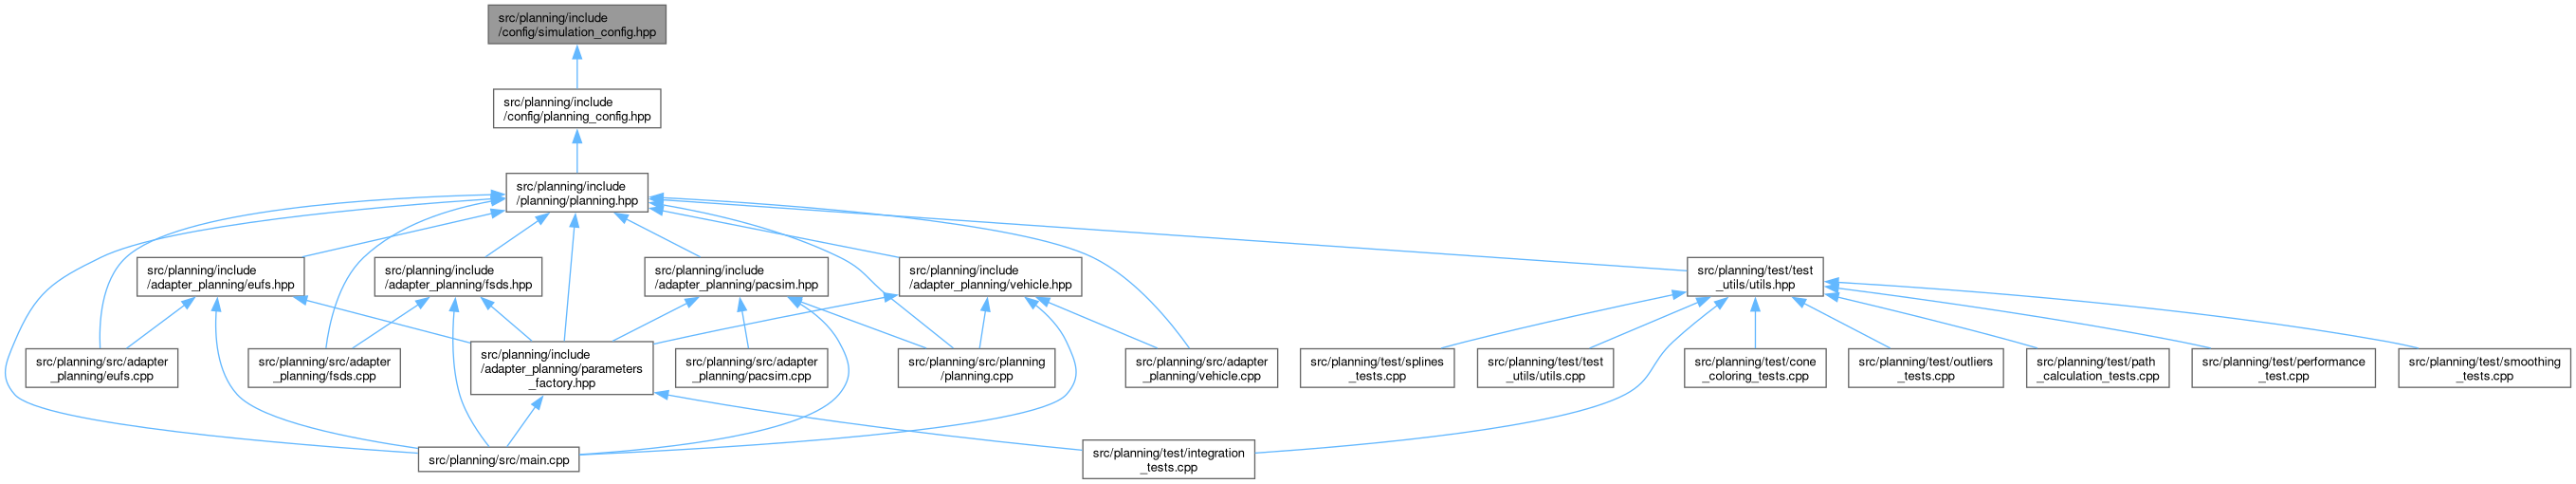 src/planning/include
/config/simulation_config.hpp
src/planning/include
/config/planning_config.hpp
src/planning/include
/planning/planning.hpp
src/planning/include
/adapter_planning/eufs.hpp
src/planning/include
/adapter_planning/fsds.hpp
src/planning/include
/adapter_planning/pacsim.hpp
src/planning/include
/adapter_planning/vehicle.hpp
src/planning/test/test
_utils/utils.hpp
src/planning/src/adapter
_planning/eufs.cpp
src/planning/src/adapter
_planning/fsds.cpp
src/planning/include
/adapter_planning/parameters
_factory.hpp
src/planning/src/adapter
_planning/pacsim.cpp
src/planning/src/planning
/planning.cpp
src/planning/src/adapter
_planning/vehicle.cpp
src/planning/test/splines
_tests.cpp
src/planning/test/test
_utils/utils.cpp
src/planning/test/cone
_coloring_tests.cpp
src/planning/test/outliers
_tests.cpp
src/planning/test/path
_calculation_tests.cpp
src/planning/test/performance
_test.cpp
src/planning/test/smoothing
_tests.cpp
src/planning/src/main.cpp
src/planning/test/integration
_tests.cpp